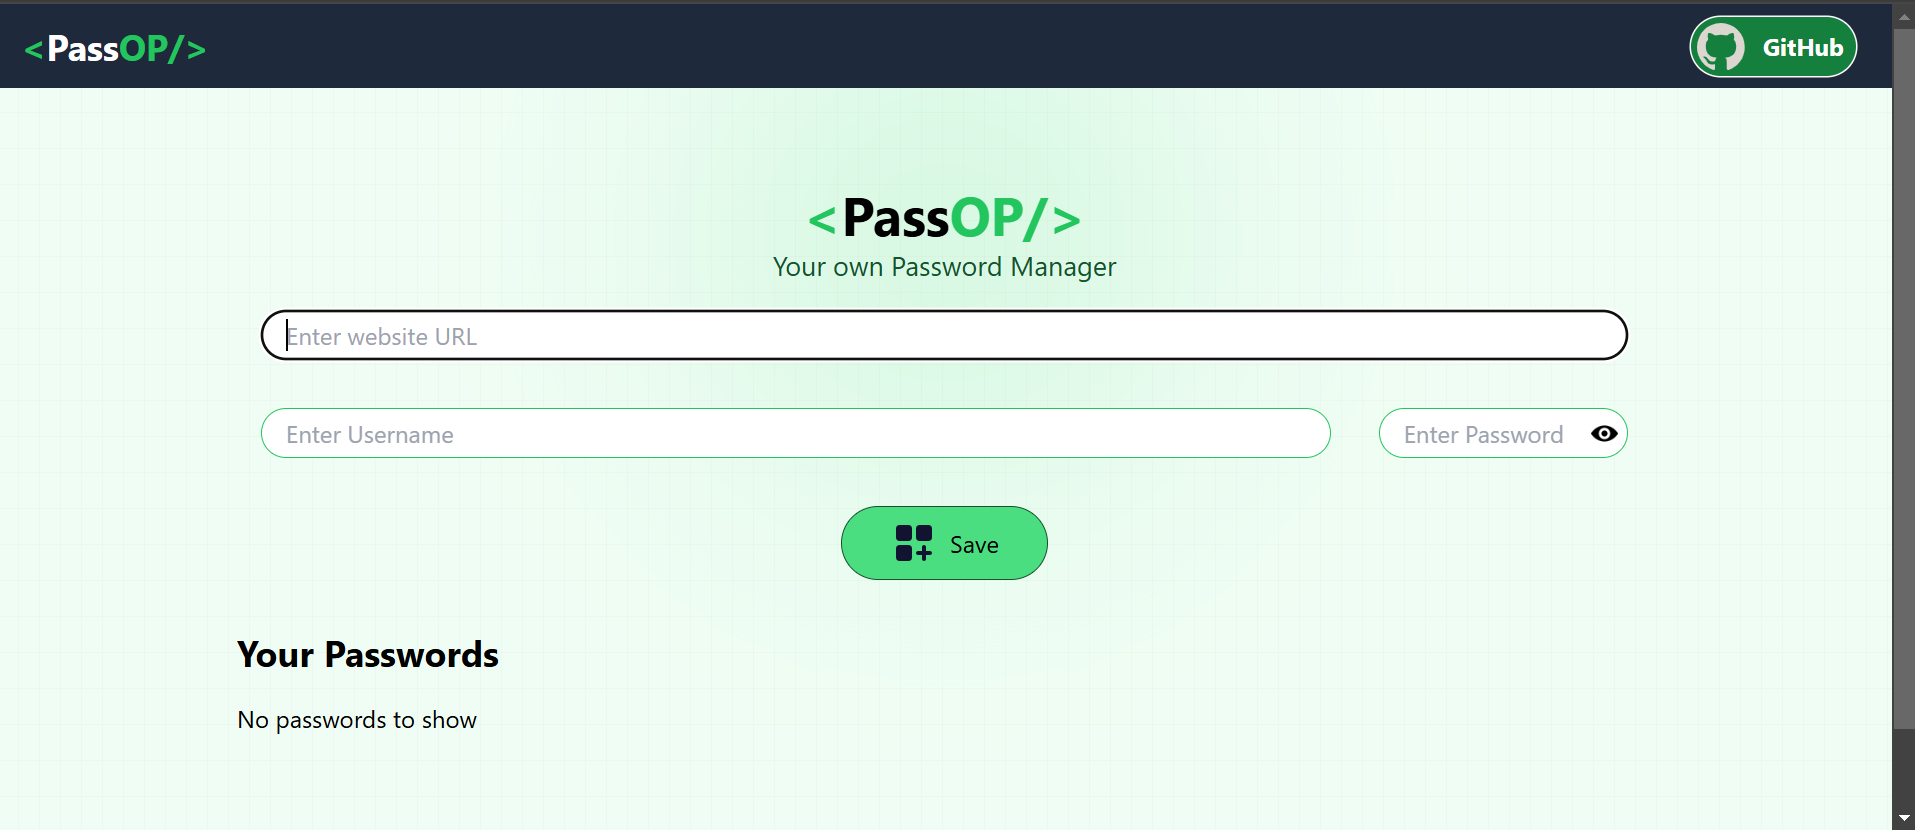 <PassOP/>
GitHub
<PassOP/>
Your own Password Manager
Enter website URL
Enter Username
Enter Password
Save
Your Passwords
No passwords to show